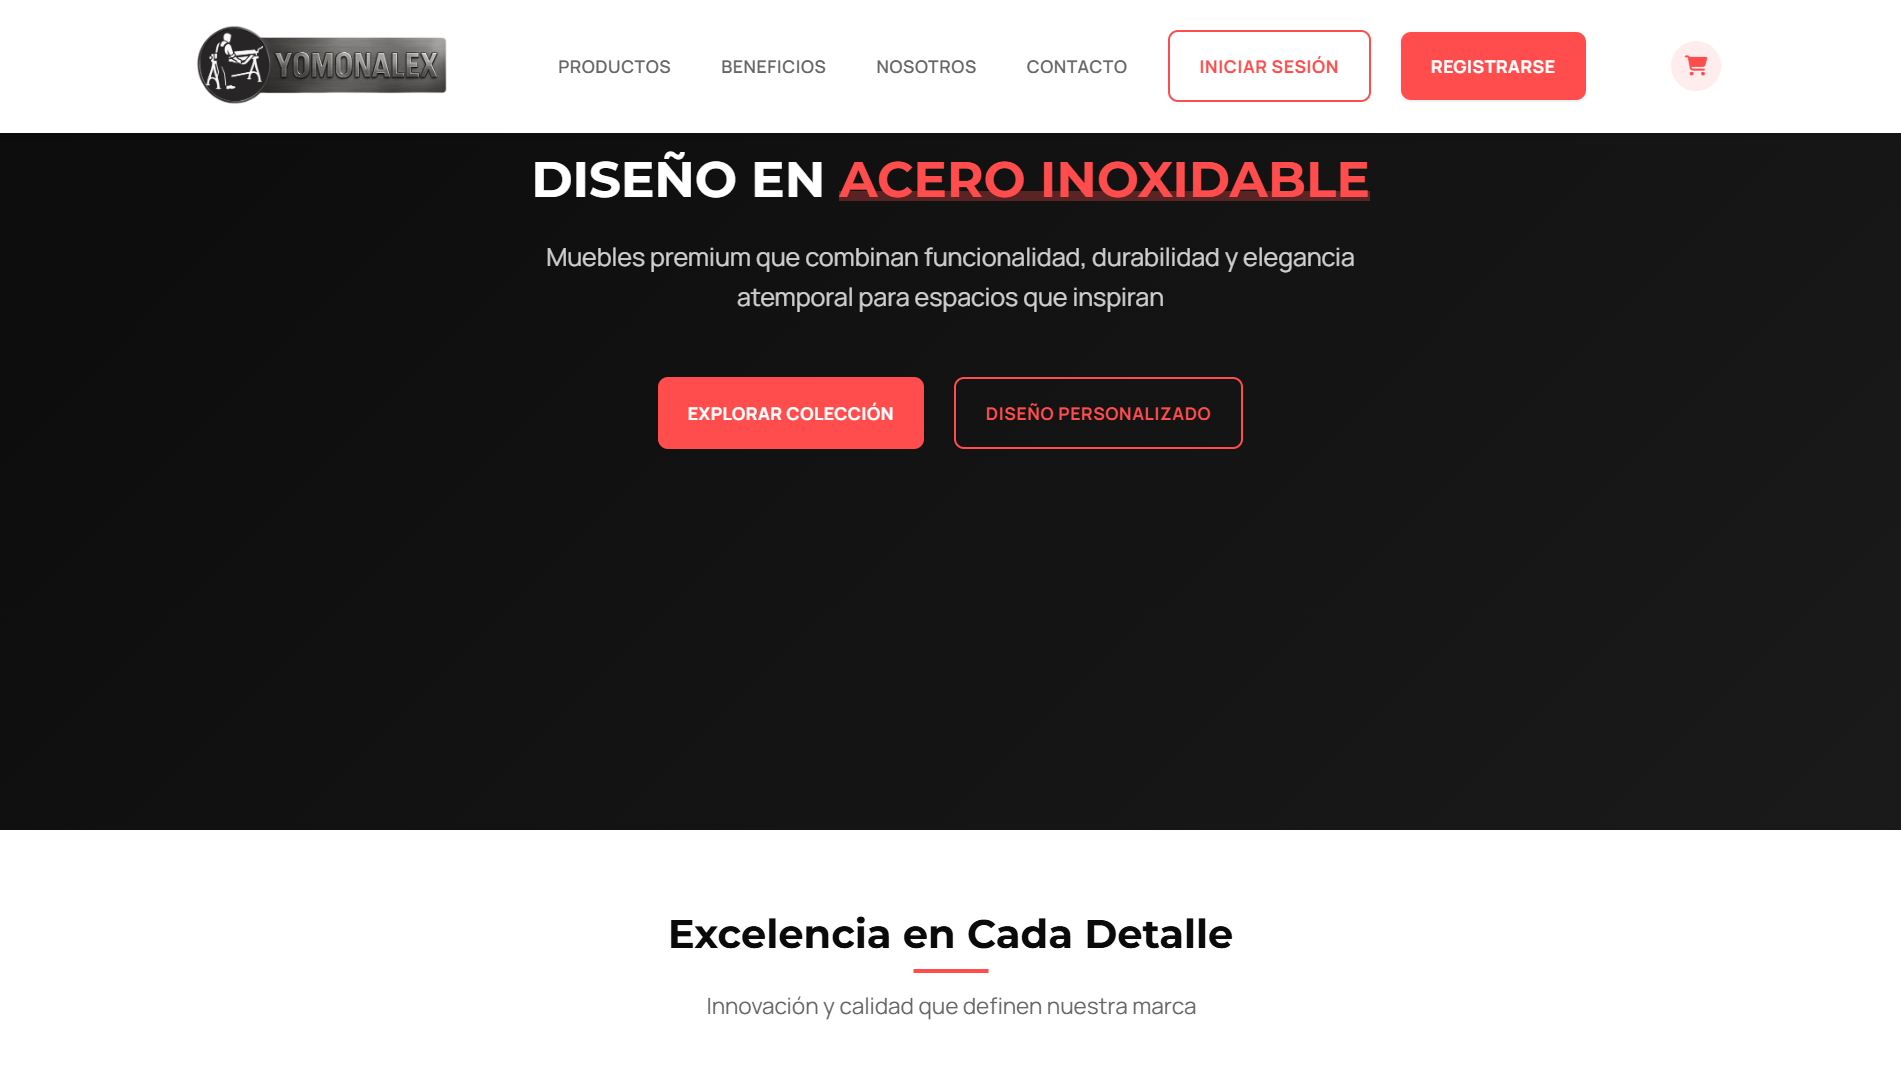 YOMONALEX
PRODUCTOS
BENEFICIOS
NOSOTROS
CONTACTO
INICIAR SESIÓN
REGISTRARSE
DISEÑO EN ACERO INOXIDABLE
Muebles premium que combinan funcionalidad, durabilidad y elegancia
atemporal para espacios que inspiran
EXPLORAR COLECCIÓN
DISEÑO PERSONALIZADO
Excelencia en Cada Detalle
Innovación y calidad que definen nuestra marca